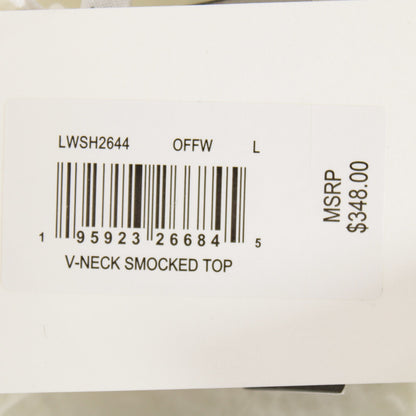 LWSH2644 OFFW L
1 95923 26684 5
V-NECK SMOCKED TOP
MSRP
$348.00